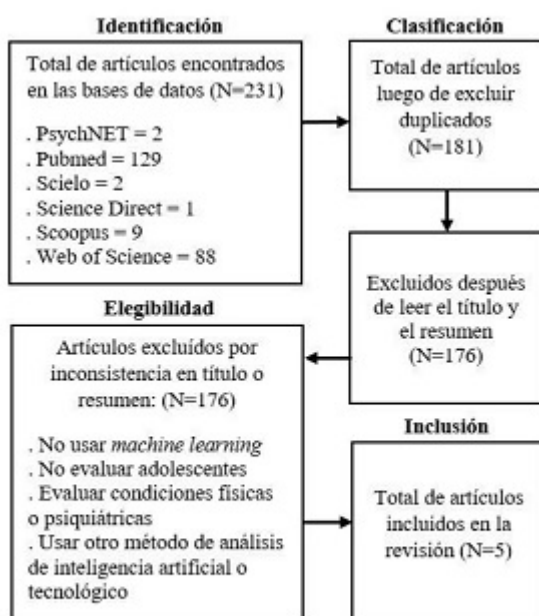 Identificación
Total de artículos encontrados
en las bases de datos (N=231)
. PsychNET = 2
. Pubmed = 129
. Scielo = 2
. Science Direct = 1
. Scoopus = 9
. Web of Science = 88
Clasificación
Total de artículos
luego de excluir
duplicados
(N=181)
Excluidos después
de leer el título y
el resumen
(N=176)
Elegibilidad
Artículos excluídos por
inconsistencia en título o
resumen: (N=176)
. No usar machine learning
. No evaluar adolescentes
. Evaluar condiciones físicas
o psiquiátricas
. Usar otro método de análisis
de inteligencia artificial o
tecnológico
Inclusión
Total de artículos
incluidos en la
revisión (N=5)